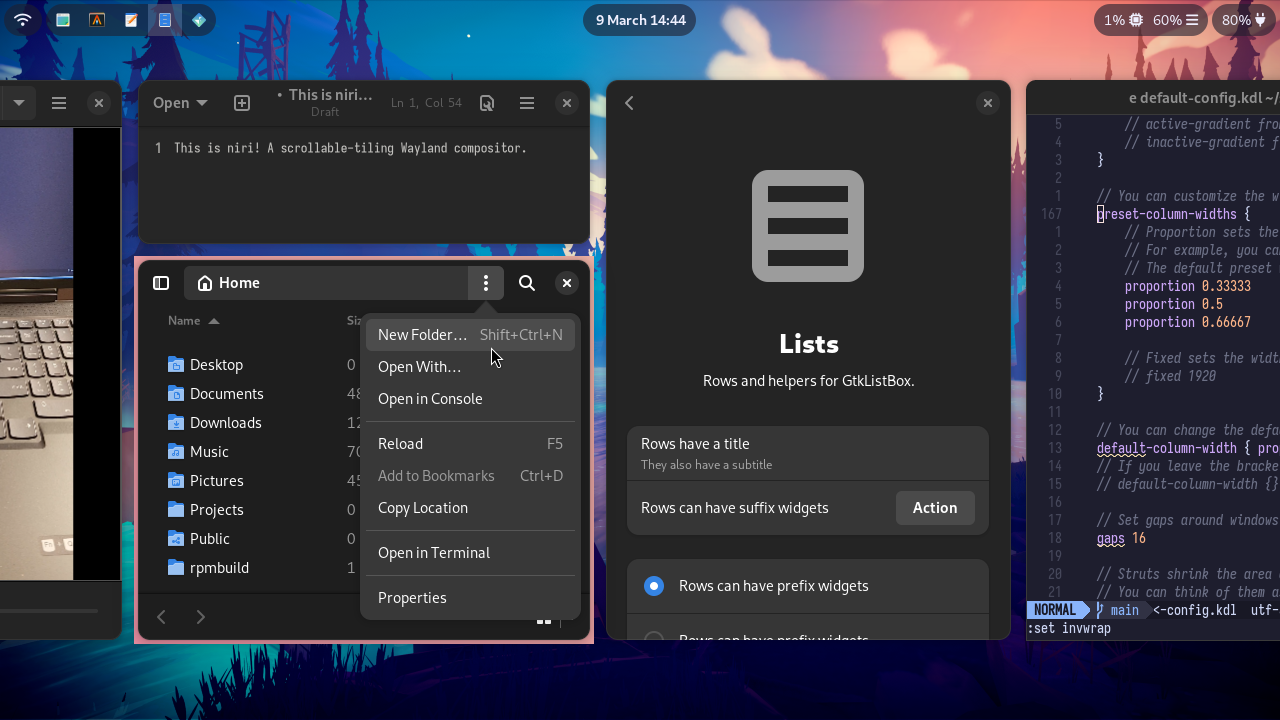 9 March 14:44
1%
60%
80%
Open
• This is niri…
Draft
Ln 1, Col 54
1 This is niri! A scrollable-tiling Wayland compositor.
Home
Name
Desktop 0
Documents
Downloads
Music
Pictures
Projects 0
Public 0
rpmbuild 1
New Folder… Shift+Ctrl+N
Open With…
Open in Console
Reload F5
Add to Bookmarks Ctrl+D
Copy Location
Open in Terminal
Properties
Lists
Rows and helpers for GtkListBox.
Rows have a title
They also have a subtitle
Rows can have suffix widgets
Action
Rows can have prefix widgets
Rows can have prefix widgets
e default-config.kdl ~/
5 // active-gradient fro
4 // inactive-gradient f
3 }
2
1 // You can customize the w
167 preset-column-widths {
1 // Proportion sets the
2 // For example, you ca
3 // The default preset
4 proportion 0.33333
5 proportion 0.5
6 proportion 0.66667
7
8 // Fixed sets the widt
9 // fixed 1920
10 }
11
12 // You can change the defa
13 default-column-width { pro
14 // If you leave the bracke
15 // default-column-width {}
16
17 // Set gaps around windows
18 gaps 16
19
20 // Struts shrink the area
21 // You can think of them a
NORMAL main <-config.kdl utf-
:set invwrap